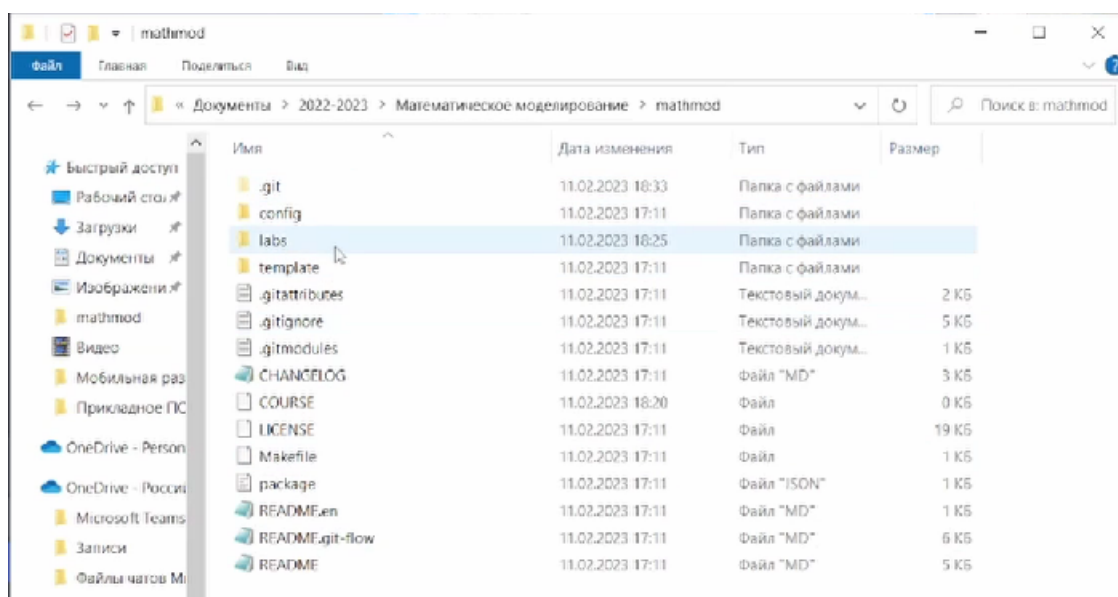 mathmod
Файл Главная Поделиться Вид
« Документы > 2022-2023 > Математическое моделирование > mathmod Поиск в: mathmod
Имя Дата изменения Тип Размер
Быстрый доступ
Рабочий стол
Загрузки
Документы
Изображени
mathmod
Видео
Мобильная раз
Прикладное ПО
OneDrive - Person
OneDrive - Росси
Microsoft Teams
Записи
Файлы чатов Mi
.git 11.02.2023 18:33 Папка с файлами
config 11.02.2023 17:11 Папка с файлами
labs 11.02.2023 18:25 Папка с файлами
template 11.02.2023 17:11 Папка с файлами
.gitattributes 11.02.2023 17:11 Текстовый докум... 2 КБ
.gitignore 11.02.2023 17:11 Текстовый докум... 5 КБ
.gitmodules 11.02.2023 17:11 Текстовый докум... 1 КБ
CHANGELOG 11.02.2023 17:11 Файл "MD" 3 КБ
COURSE 11.02.2023 18:20 Файл 0 КБ
LICENSE 11.02.2023 17:11 Файл 19 КБ
Makefile 11.02.2023 17:11 Файл 1 КБ
package 11.02.2023 17:11 Файл "JSON" 1 КБ
README.en 11.02.2023 17:11 Файл "MD" 1 КБ
README.git-flow 11.02.2023 17:11 Файл "MD" 6 КБ
README 11.02.2023 17:11 Файл "MD" 5 КБ